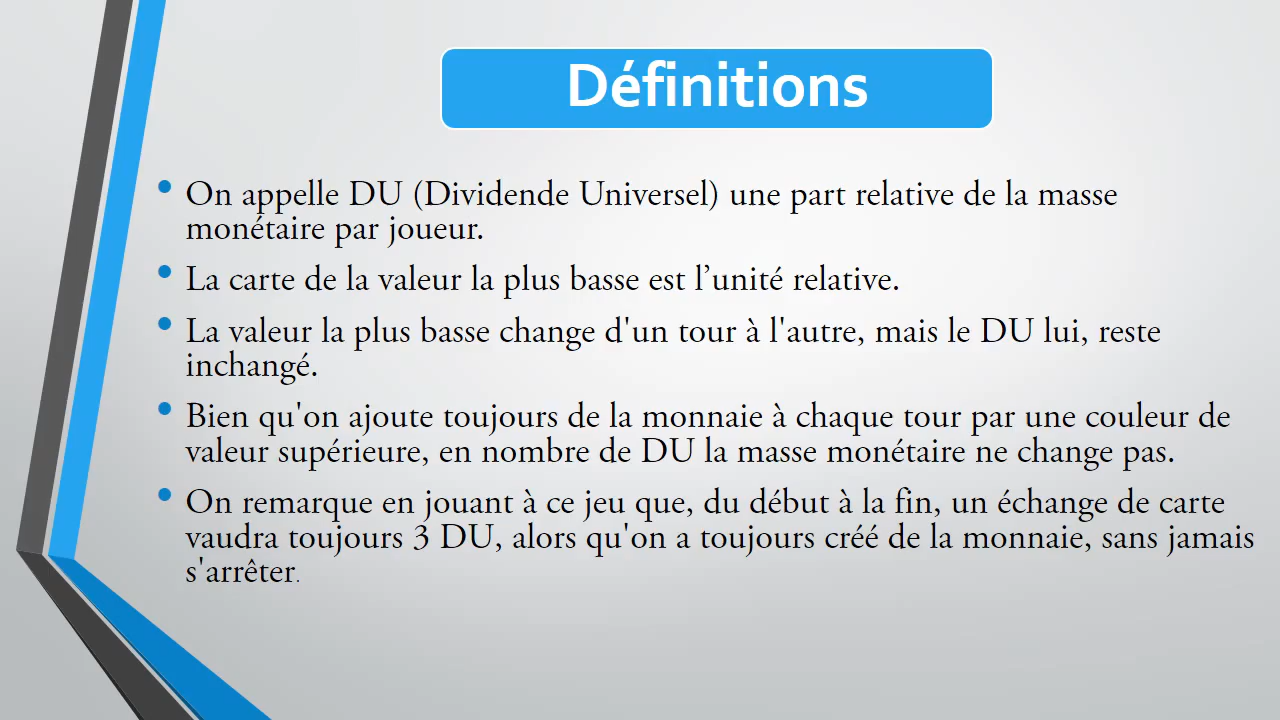 Définitions
• On appelle DU (Dividende Universel) une part relative de la masse
monétaire par joueur.
• La carte de la valeur la plus basse est l’unité relative.
• La valeur la plus basse change d'un tour à l'autre, mais le DU lui, reste
inchangé.
• Bien qu'on ajoute toujours de la monnaie à chaque tour par une couleur de
valeur supérieure, en nombre de DU la masse monétaire ne change pas.
• On remarque en jouant à ce jeu que, du début à la fin, un échange de carte
vaudra toujours 3 DU, alors qu'on a toujours créé de la monnaie, sans jamais
s'arrêter.